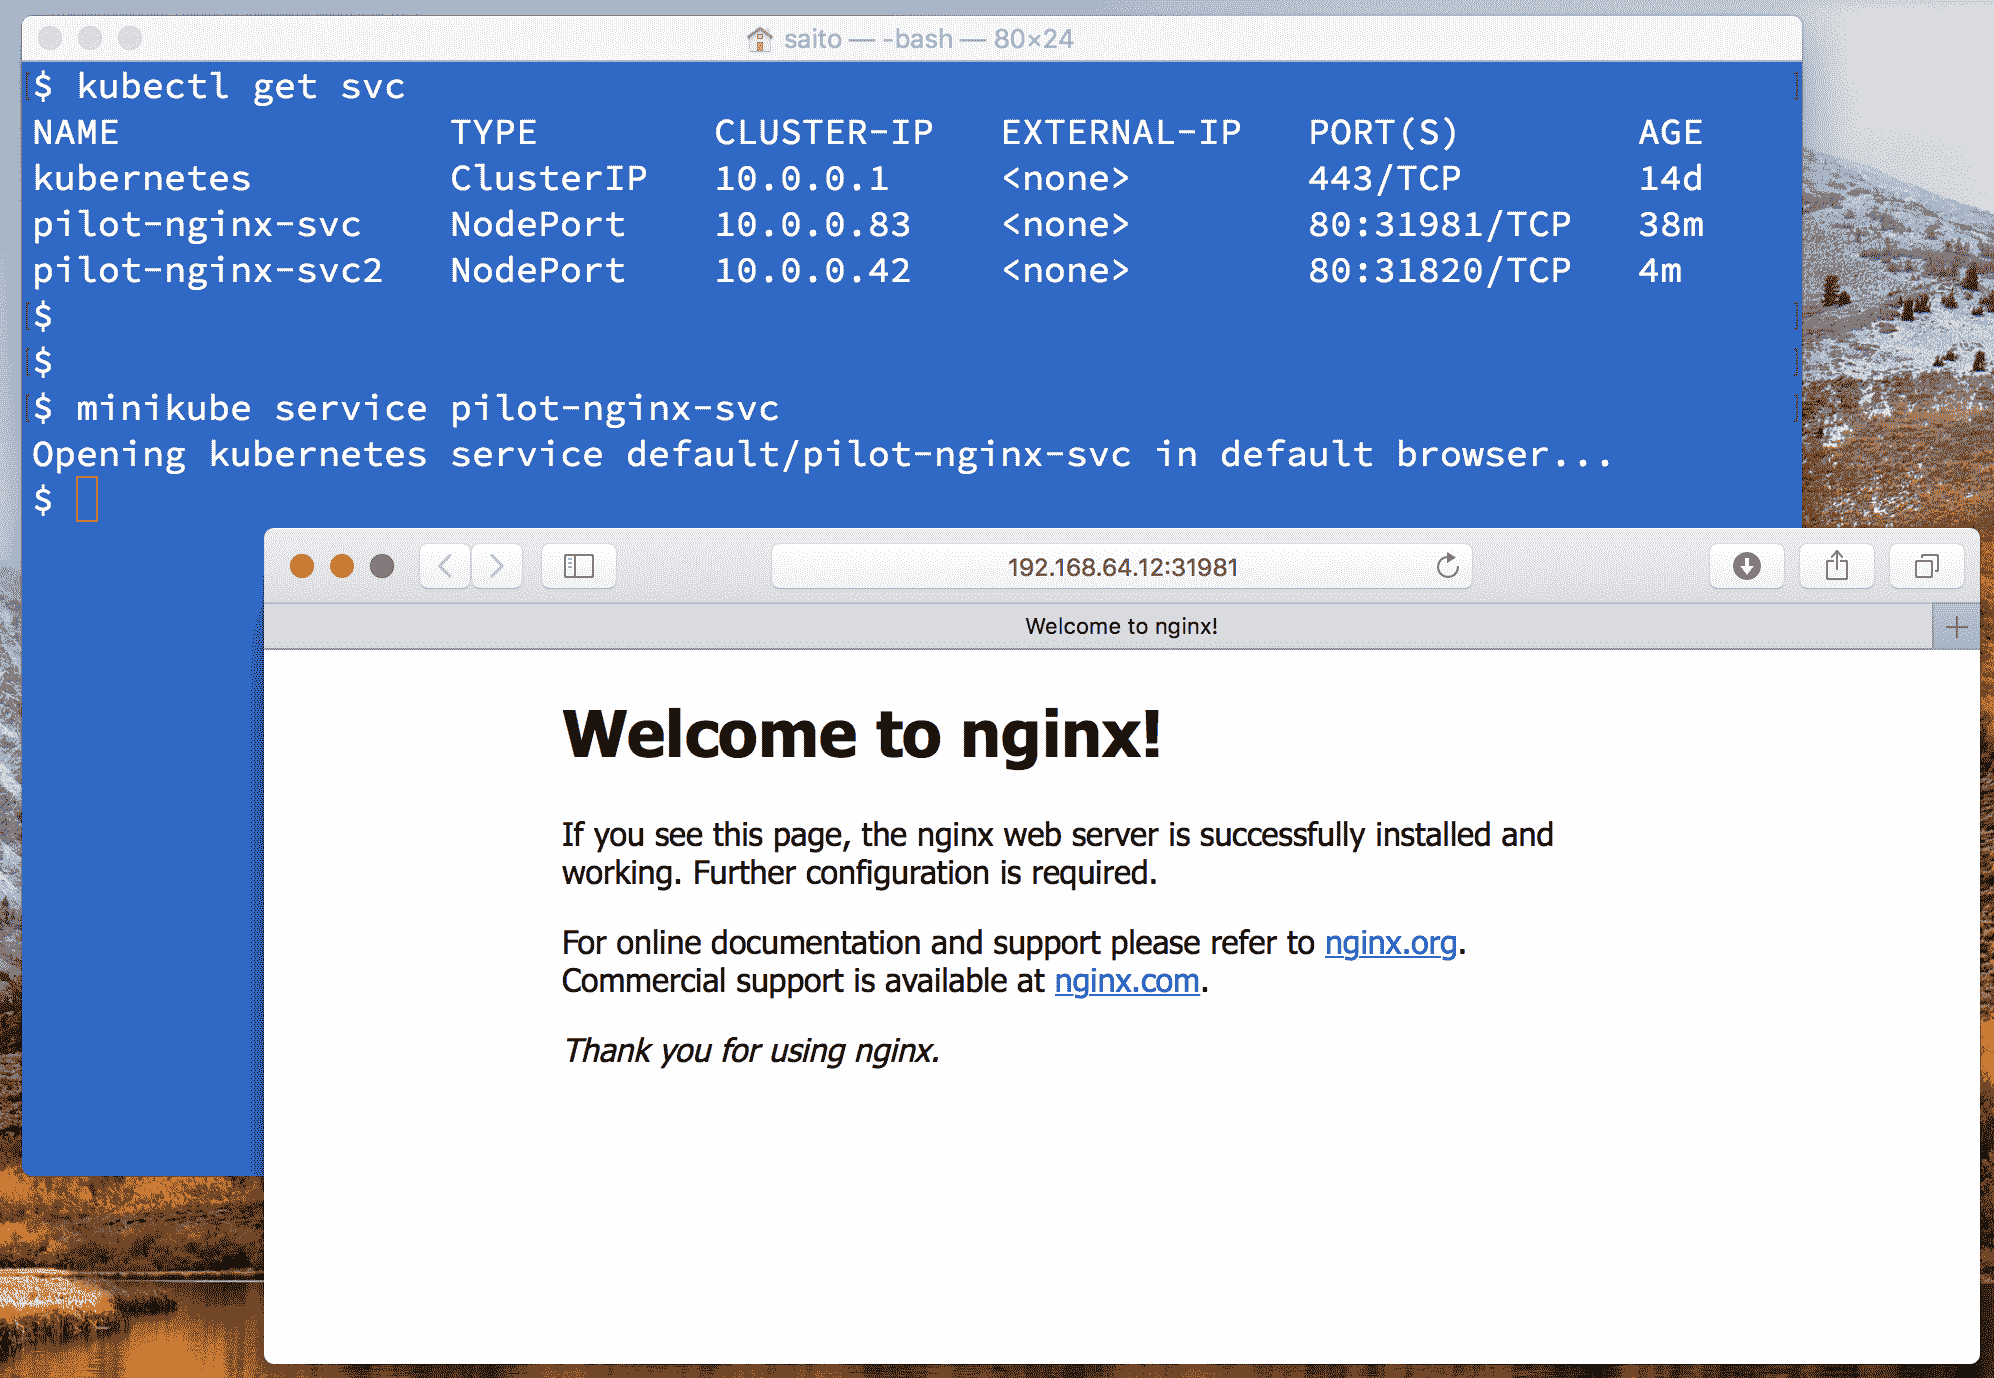 saito — -bash — 80×24
$ kubectl get svc
NAME TYPE CLUSTER-IP EXTERNAL-IP PORT(S) AGE
kubernetes ClusterIP 10.0.0.1 <none> 443/TCP 14d
pilot-nginx-svc NodePort 10.0.0.83 <none> 80:31981/TCP 38m
pilot-nginx-svc2 NodePort 10.0.0.42 <none> 80:31820/TCP 4m
$
$
$ minikube service pilot-nginx-svc
Opening kubernetes service default/pilot-nginx-svc in default browser...
$
192.168.64.12:31981
Welcome to nginx!
Welcome to nginx!
If you see this page, the nginx web server is successfully installed and
working. Further configuration is required.
For online documentation and support please refer to nginx.org.
Commercial support is available at nginx.com.
Thank you for using nginx.